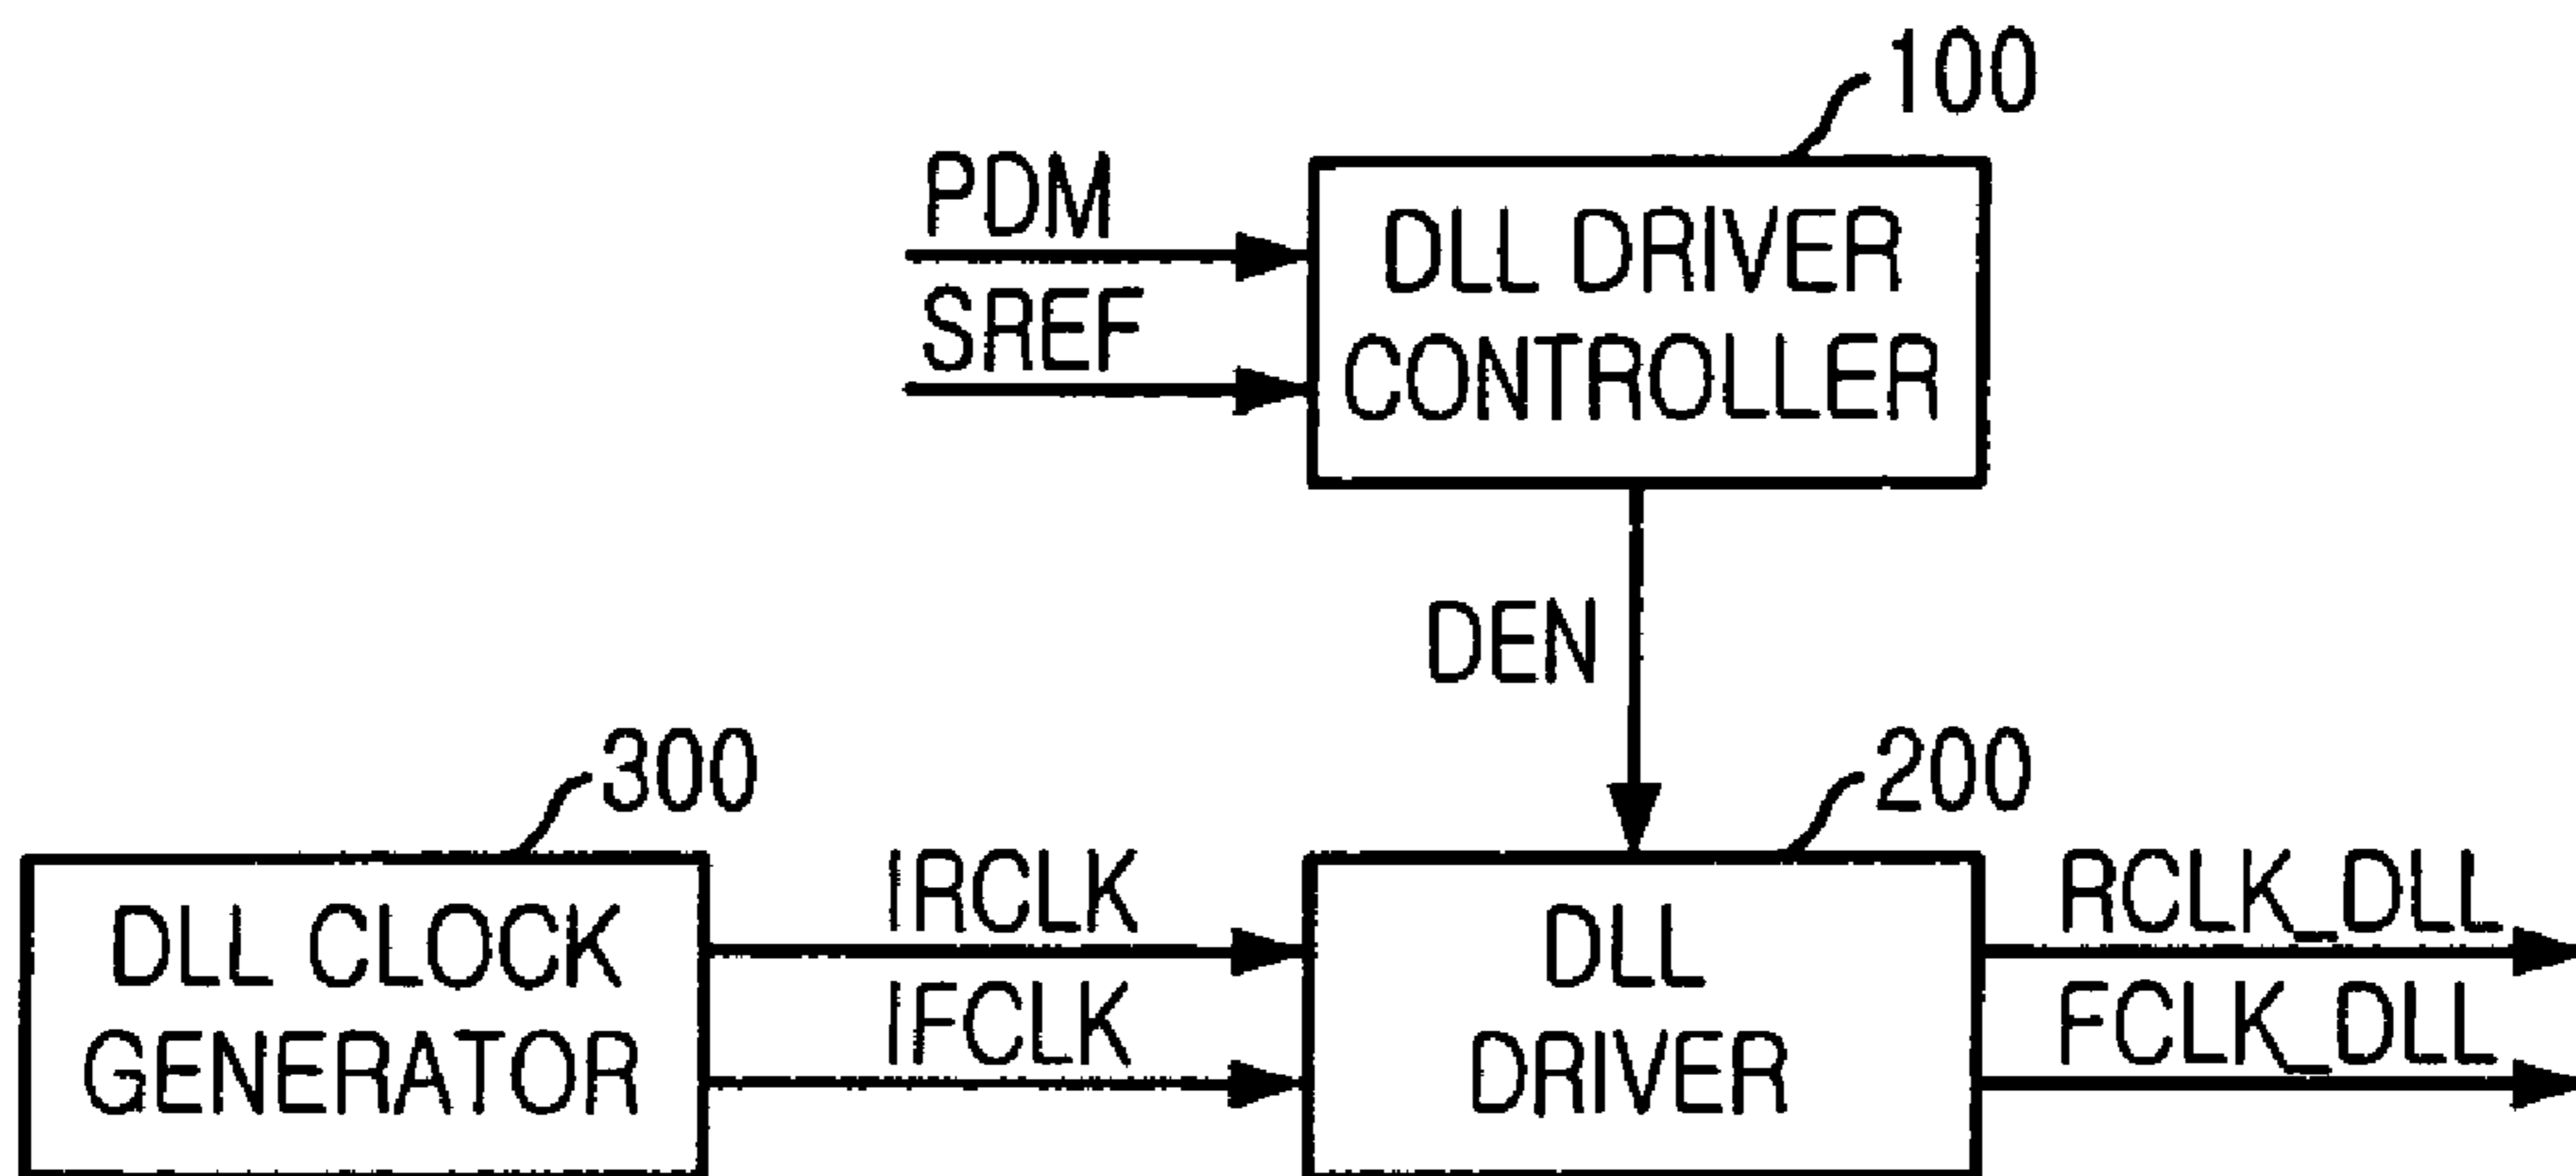 100
PDM
SREF
DLL DRIVER
CONTROLLER
DEN
300
200
DLL CLOCK
GENERATOR
IRCLK
IFCLK
DLL
DRIVER
RCLK_DLL
FCLK_DLL